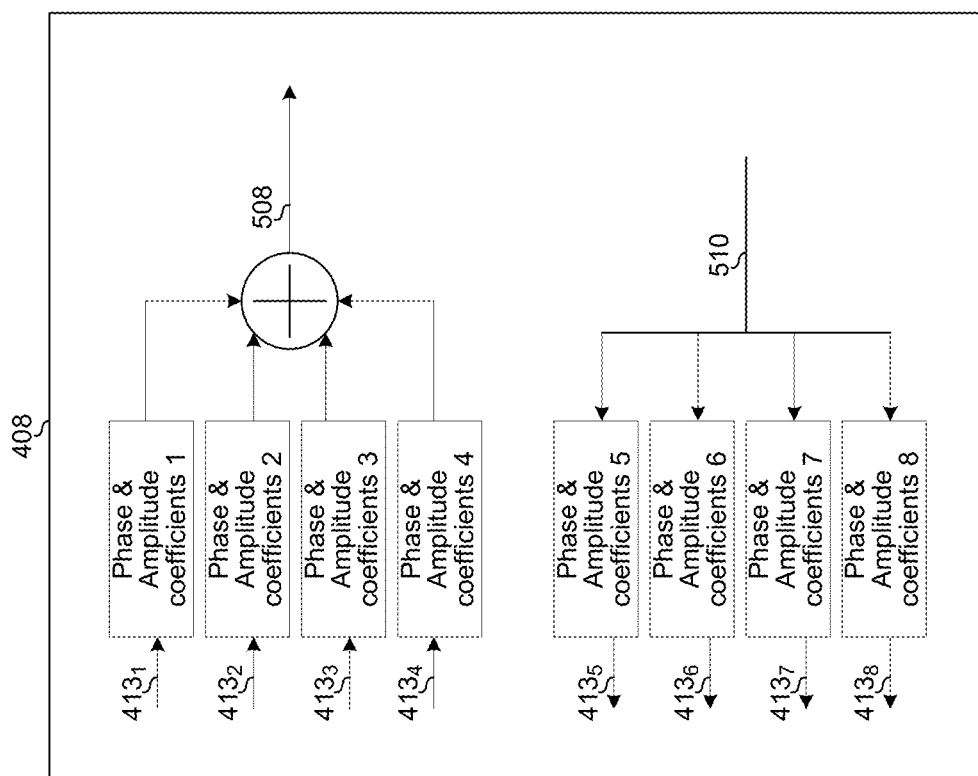 408
508
510
Phase &
Amplitude
coefficients 1
Phase &
Amplitude
coefficients 2
Phase &
Amplitude
coefficients 3
Phase &
Amplitude
coefficients 4
Phase &
Amplitude
coefficients 5
Phase &
Amplitude
coefficients 6
Phase &
Amplitude
coefficients 7
Phase &
Amplitude
coefficients 8
413₁
413₂
413₃
413₄
413₅
413₆
413₇
413₈